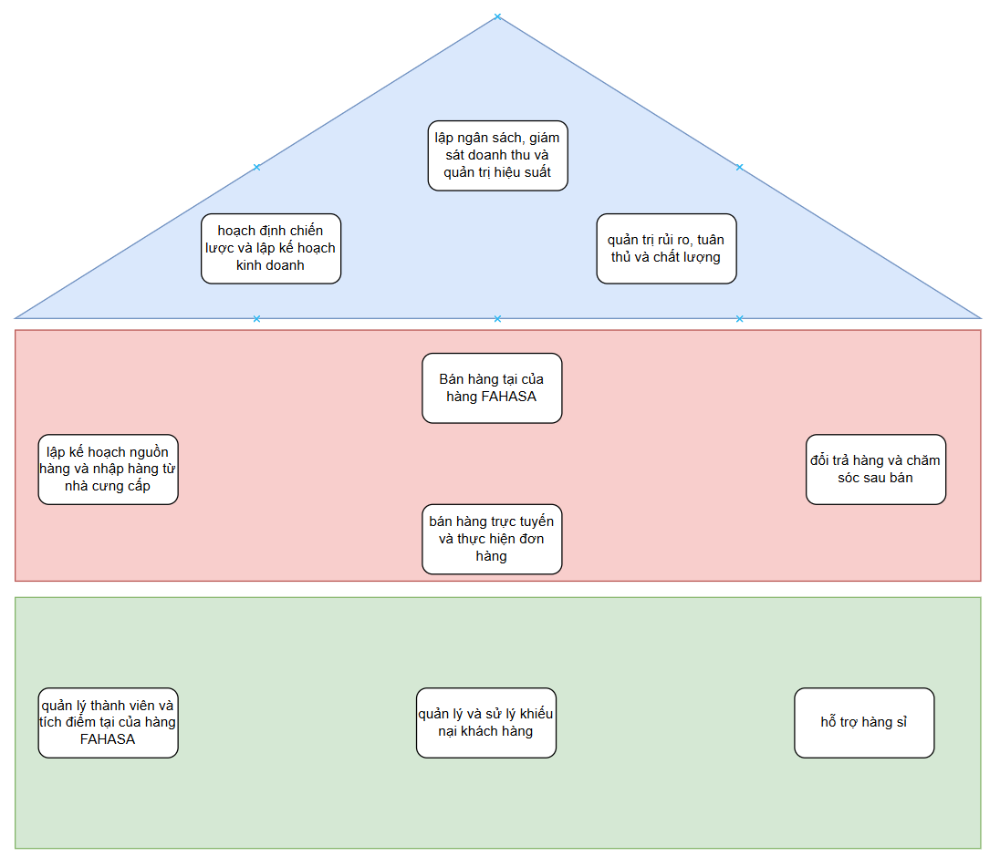 lập ngân sách, giám
sát doanh thu và
quản trị hiệu suất
hoạch định chiến
lược và lập kế hoạch
kinh doanh
quản trị rủi ro, tuân
thủ và chất lượng
Bán hàng tại của
hàng FAHASA
lập kế hoạch nguồn
hàng và nhập hàng từ
nhà cưng cấp
đổi trả hàng và chăm
sóc sau bán
bán hàng trực tuyến
và thực hiện đơn
hàng
quản lý thành viên và
tích điểm tại của hàng
FAHASA
quản lý và sử lý khiếu
nại khách hàng
hỗ trợ hàng sỉ